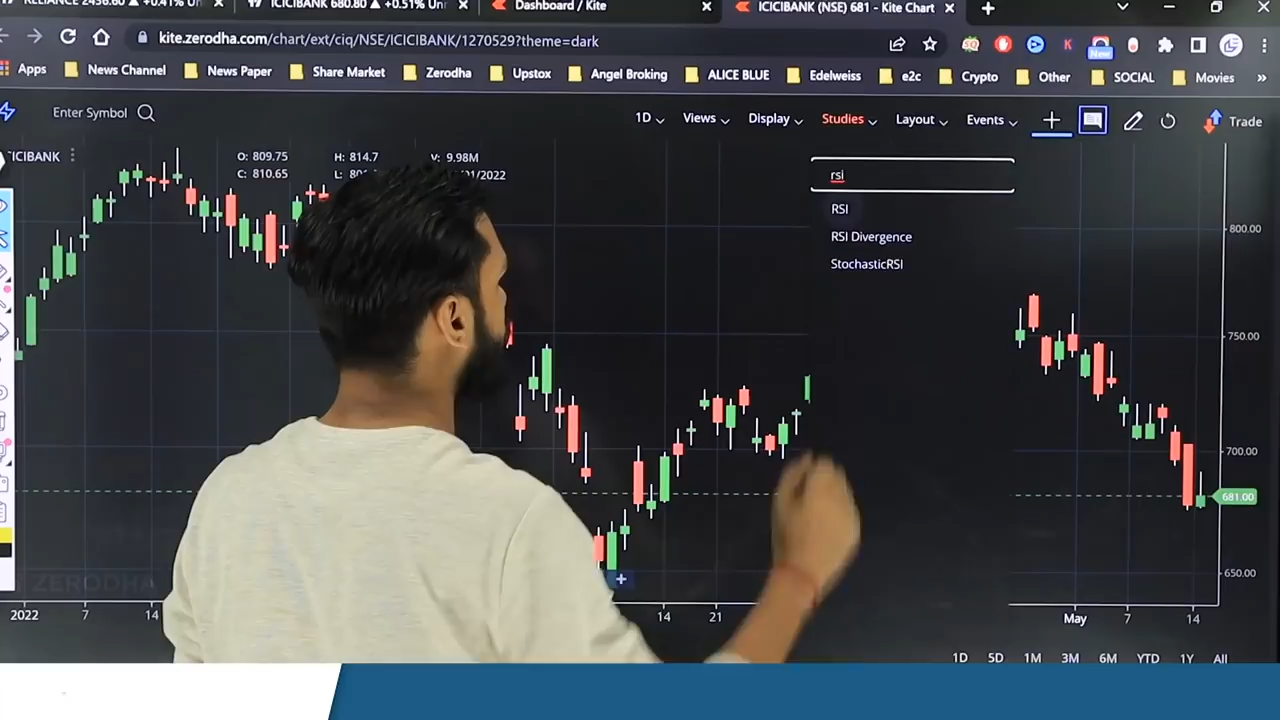 RELIANCE 2436.60 ▲ +0.41% Un
ICICIBANK 680.80 ▲ +0.51% Un
Dashboard / Kite
ICICIBANK (NSE) 681 - Kite Chart
kite.zerodha.com/chart/ext/ciq/NSE/ICICIBANK/1270529?theme=dark
New
Apps
News Channel
News Paper
Share Market
Zerodha
Upstox
Angel Broking
ALICE BLUE
Edelweiss
e2c
Crypto
Other
SOCIAL
Movies
»
Enter Symbol
1D
Views
Display
Studies
Layout
Events
Trade
ICICIBANK
O: 809.75
H: 814.7
V: 9.98M
C: 810.65
/2022
rsi
RSI
RSI Divergence
StochasticRSI
800.00
750.00
700.00
681.00
650.00
ZERODHA
2022
7
14
14
21
May
7
14
1D
5D
1M
3M
6M
YTD
1Y
All